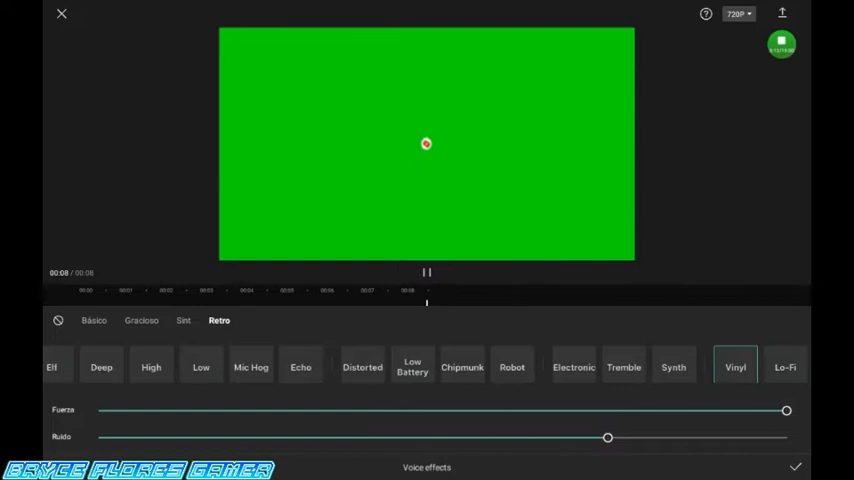 720P
00:08 / 00:08
00:00 00:01 00:02 00:03 00:04 00:05 00:06 00:07 00:08
Básico Gracioso Sint Retro
Elf Deep High Low Mic Hog Echo Distorted Low Battery Chipmunk Robot Electronic Tremble Synth Vinyl Lo-Fi
Fuerza
Ruido
Voice effects
BRYCE FLORES GAMER